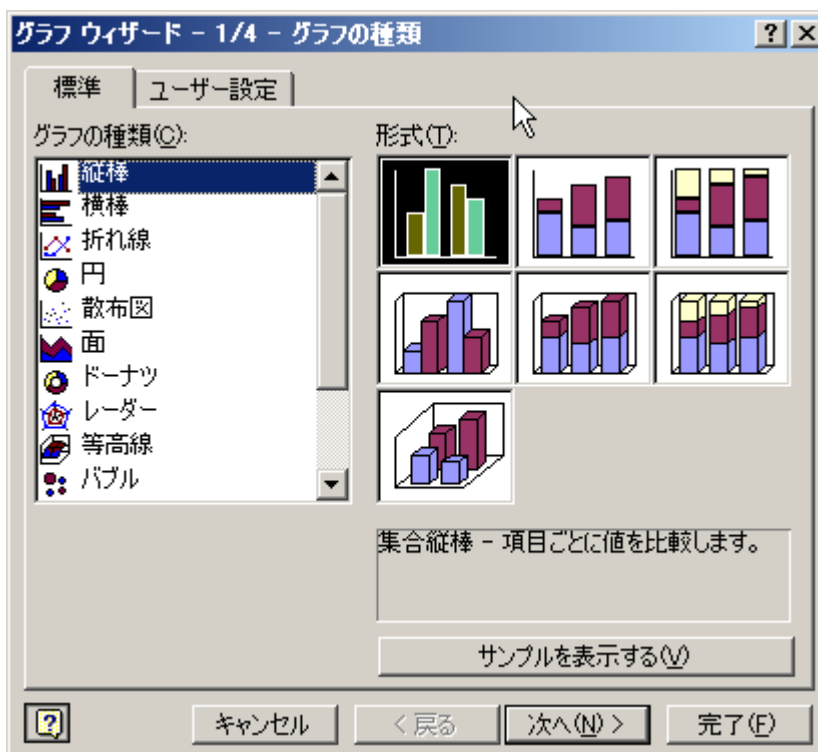 グラフ ウィザード - 1/4 - グラフの種類
標準
ユーザー設定
グラフの種類(C):
縦棒
横棒
折れ線
円
散布図
面
ドーナツ
レーダー
等高線
バブル
形式(T):
集合縦棒 - 項目ごとに値を比較します。
サンプルを表示する(V)
キャンセル
< 戻る
次へ(N) >
完了(F)